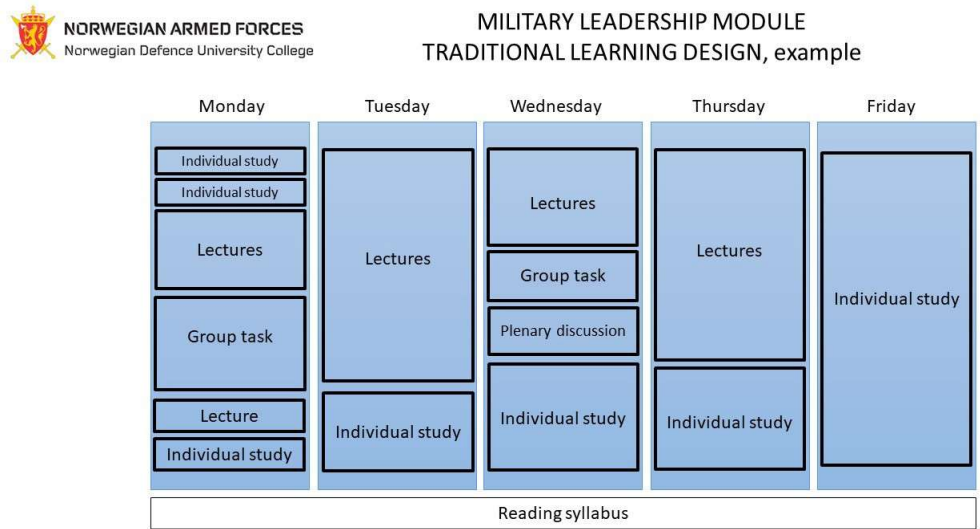 NORWEGIAN ARMED FORCES
Norwegian Defence University College
MILITARY LEADERSHIP MODULE
TRADITIONAL LEARNING DESIGN, example
Monday
Individual study
Individual study
Lectures
Group task
Lecture
Individual study
Tuesday
Lectures
Individual study
Wednesday
Lectures
Group task
Plenary discussion
Individual study
Thursday
Lectures
Individual study
Friday
Individual study
Reading syllabus